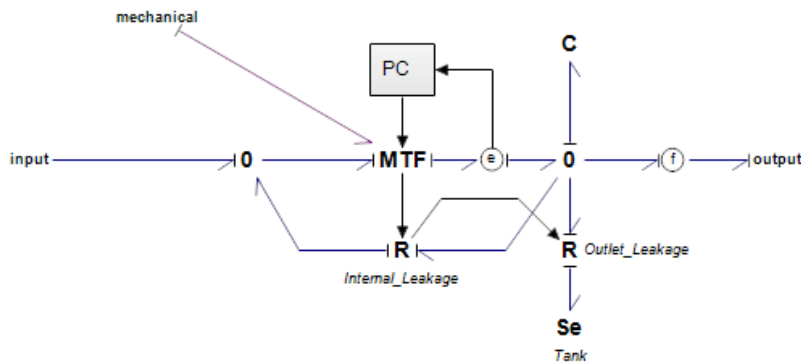 mechanical
C
PC
input
0
MTF
e
0
f
output
R
R
Outlet_Leakage
Internal_Leakage
Se
Tank